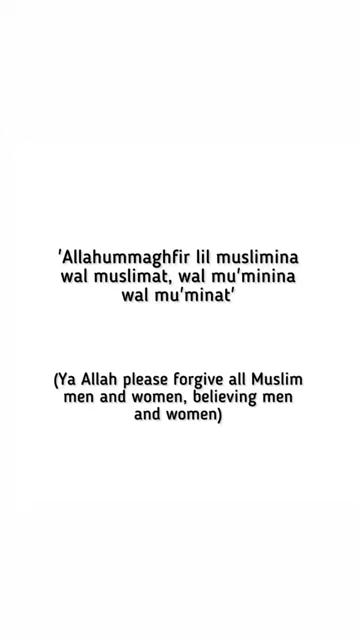 'Allahummaghfir lil muslimina
wal muslimat, wal mu'minina
wal mu'minat'
(Ya Allah please forgive all Muslim
men and women, believing men
and women)